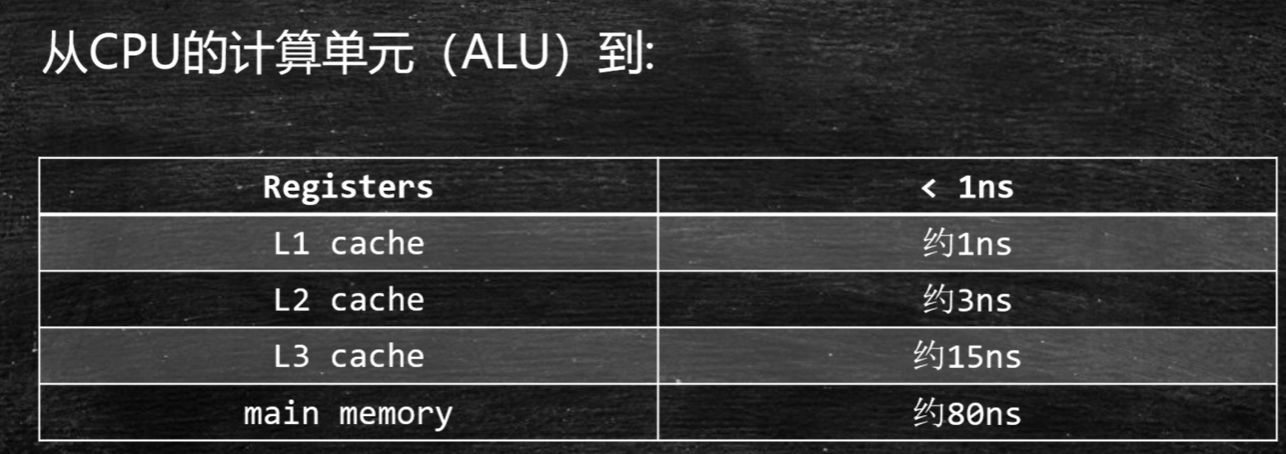 从CPU的计算单元（ALU）到:
Registers < 1ns
L1 cache 约1ns
L2 cache 约3ns
L3 cache 约15ns
main memory 约80ns